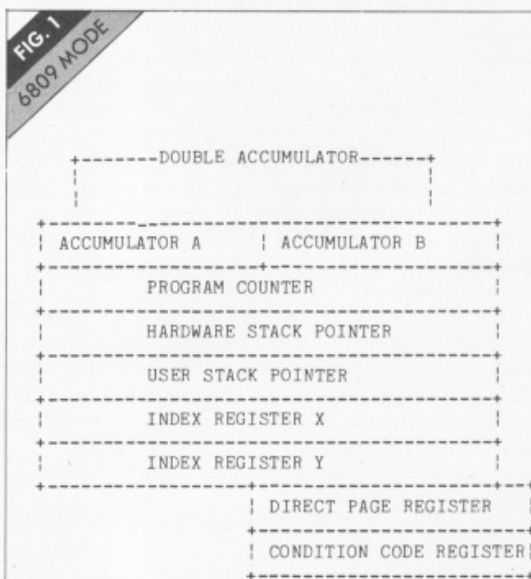 FIG. 1
6809 MODE
DOUBLE ACCUMULATOR
ACCUMULATOR A ACCUMULATOR B
PROGRAM COUNTER
HARDWARE STACK POINTER
USER STACK POINTER
INDEX REGISTER X
INDEX REGISTER Y
DIRECT PAGE REGISTER
CONDITION CODE REGISTER